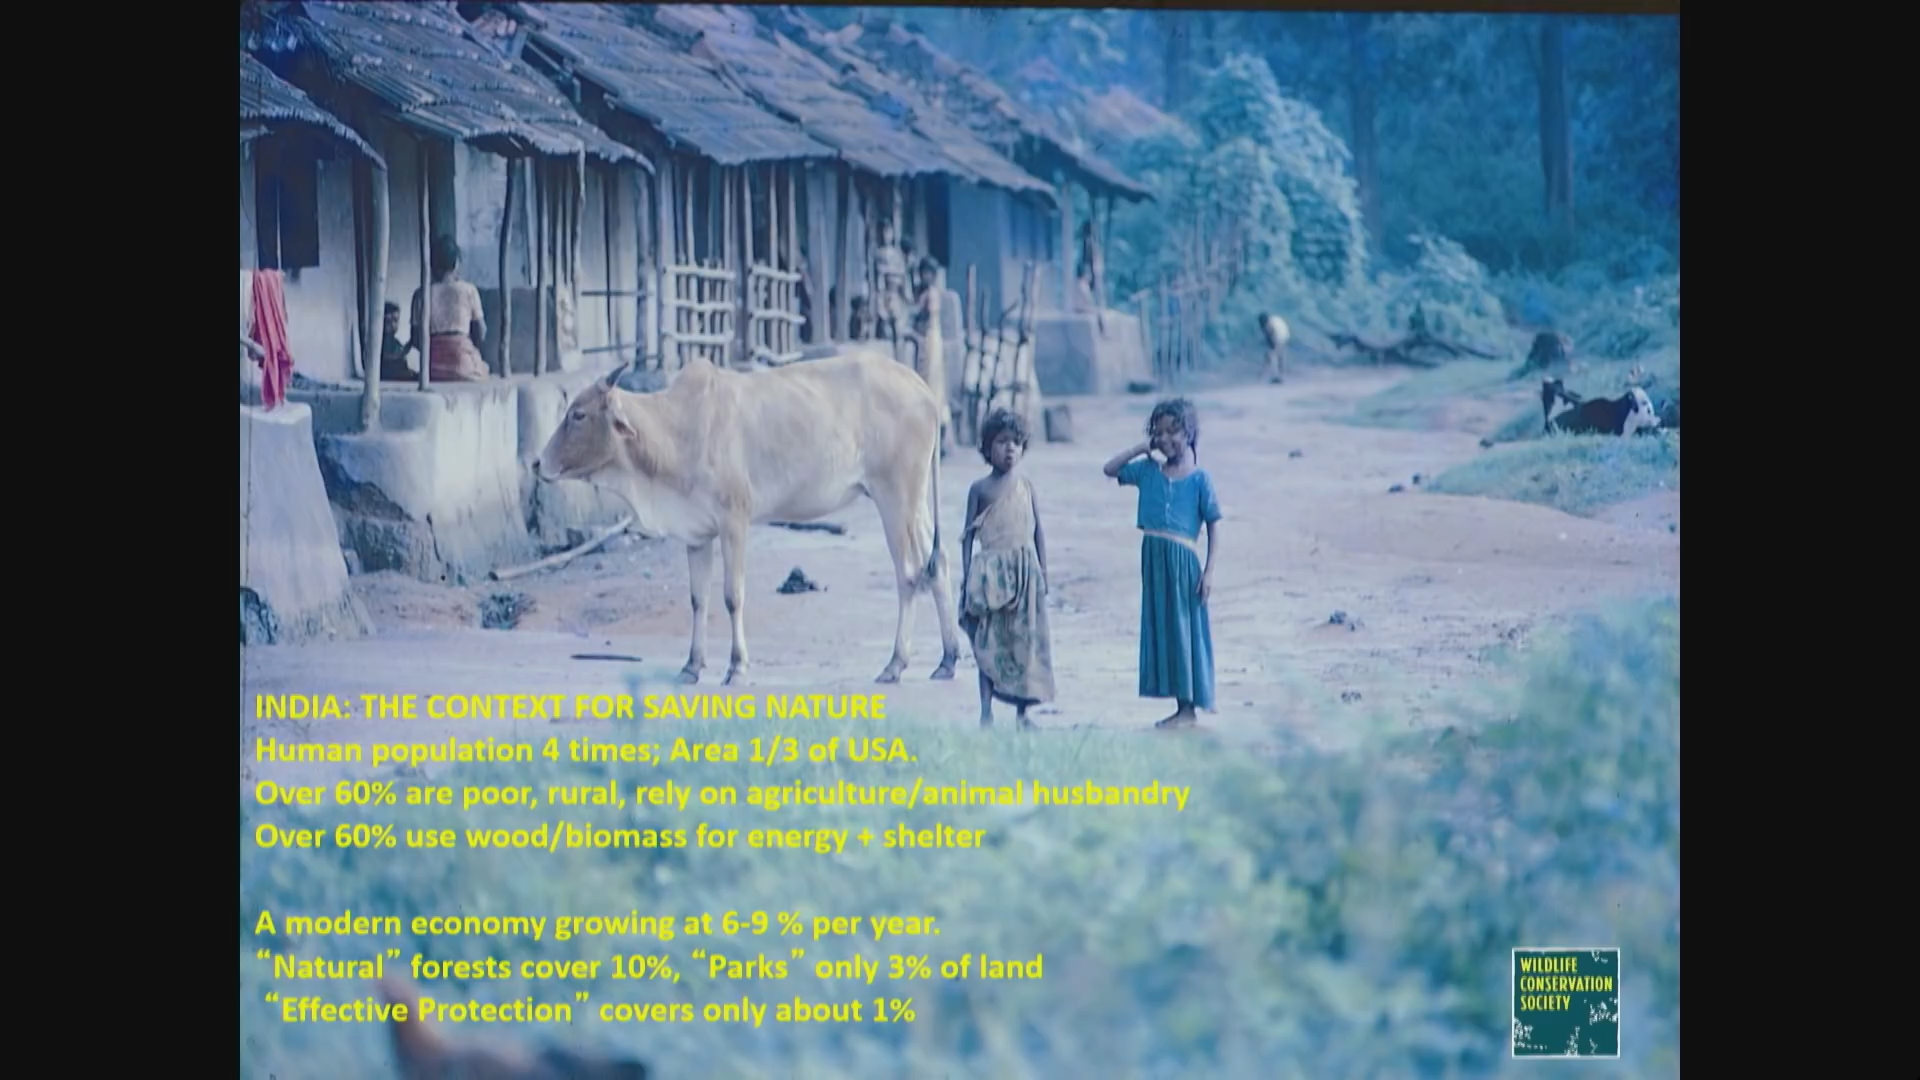 INDIA: THE CONTEXT FOR SAVING NATURE
Human population 4 times; Area 1/3 of USA.
Over 60% are poor, rural, rely on agriculture/animal husbandry
Over 60% use wood/biomass for energy + shelter
A modern economy growing at 6-9 % per year.
“Natural” forests cover 10%, “Parks” only 3% of land
“Effective Protection” covers only about 1%
WILDLIFE
CONSERVATION
SOCIETY